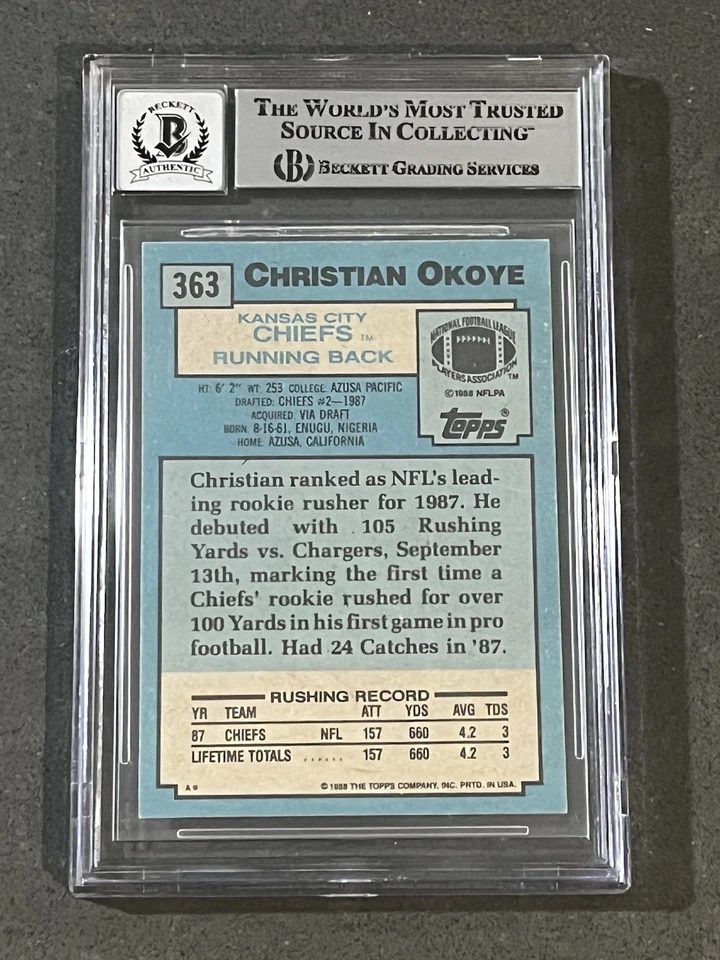 BECKETT
B
AUTHENTIC
THE WORLD'S MOST TRUSTED
SOURCE IN COLLECTING™
B BECKETT GRADING SERVICES
363 CHRISTIAN OKOYE
KANSAS CITY
CHIEFS TM
RUNNING BACK
NATIONAL FOOTBALL LEAGUE
PLAYERS ASSOCIATION TM
© 1988 NFLPA
TOPPS®
HT: 6' 2" WT: 253 COLLEGE: AZUSA PACIFIC
DRAFTED: CHIEFS #2—1987
ACQUIRED: VIA DRAFT
BORN: 8-16-61, ENUGU, NIGERIA
HOME: AZUSA, CALIFORNIA
Christian ranked as NFL's lead-
ing rookie rusher for 1987. He
debuted with 105 Rushing
Yards vs. Chargers, September
13th, marking the first time a
Chiefs' rookie rushed for over
100 Yards in his first game in pro
football. Had 24 Catches in '87.
RUSHING RECORD
YR TEAM ATT YDS AVG TDS
87 CHIEFS NFL 157 660 4.2 3
LIFETIME TOTALS ...... 157 660 4.2 3
© 1988 THE TOPPS COMPANY, INC. PRTD. IN U.S.A.